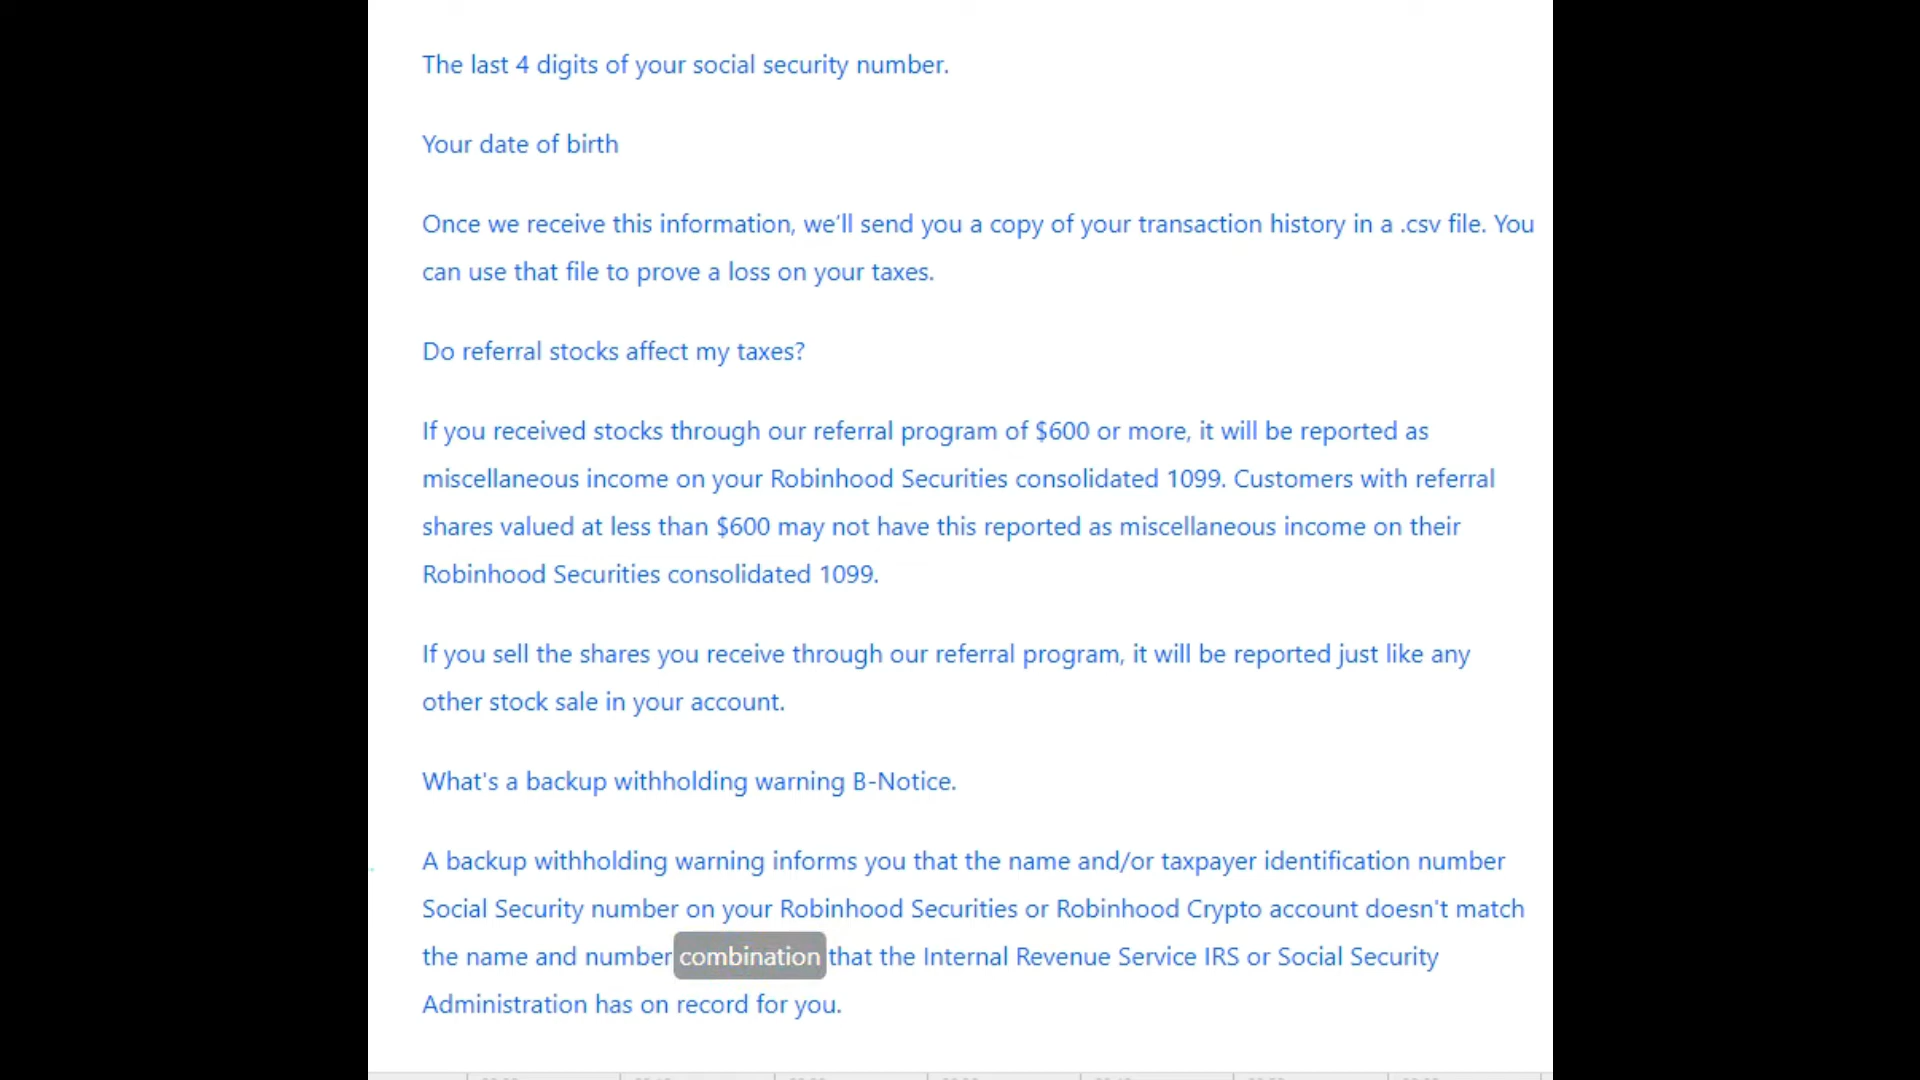 The last 4 digits of your social security number.
Your date of birth
Once we receive this information, we'll send you a copy of your transaction history in a .csv file. You
can use that file to prove a loss on your taxes.
Do referral stocks affect my taxes?
If you received stocks through our referral program of $600 or more, it will be reported as
miscellaneous income on your Robinhood Securities consolidated 1099. Customers with referral
shares valued at less than $600 may not have this reported as miscellaneous income on their
Robinhood Securities consolidated 1099.
If you sell the shares you receive through our referral program, it will be reported just like any
other stock sale in your account.
What's a backup withholding warning B-Notice.
A backup withholding warning informs you that the name and/or taxpayer identification number
Social Security number on your Robinhood Securities or Robinhood Crypto account doesn't match
the name and number combination that the Internal Revenue Service IRS or Social Security
Administration has on record for you.